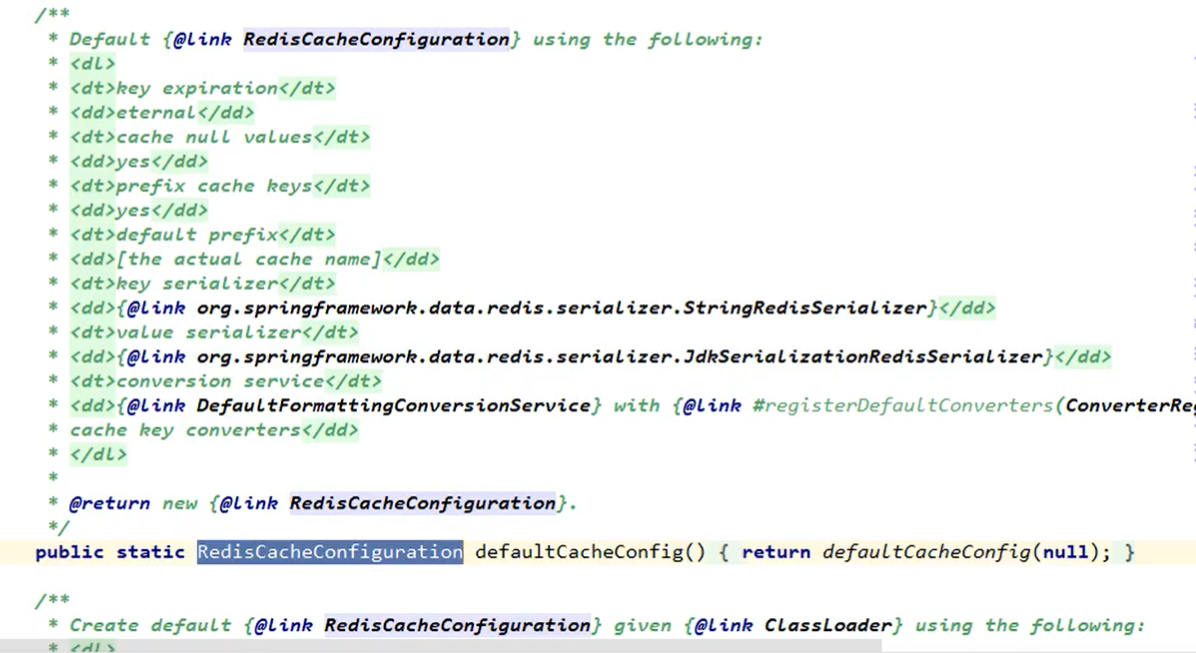 /**
* Default {@link RedisCacheConfiguration} using the following:
* <dl>
* <dt>key expiration</dt>
* <dd>eternal</dd>
* <dt>cache null values</dt>
* <dd>yes</dd>
* <dt>prefix cache keys</dt>
* <dd>yes</dd>
* <dt>default prefix</dt>
* <dd>[the actual cache name]</dd>
* <dt>key serializer</dt>
* <dd>{@link org.springframework.data.redis.serializer.StringRedisSerializer}</dd>
* <dt>value serializer</dt>
* <dd>{@link org.springframework.data.redis.serializer.JdkSerializationRedisSerializer}</dd>
* <dt>conversion service</dt>
* <dd>{@link DefaultFormattingConversionService} with {@link #registerDefaultConverters(ConverterReg
* cache key converters</dd>
* </dl>
*
* @return new {@link RedisCacheConfiguration}.
*/
public static RedisCacheConfiguration defaultCacheConfig() { return defaultCacheConfig(null); }
/**
* Create default {@link RedisCacheConfiguration} given {@link ClassLoader} using the following:
* <dl>